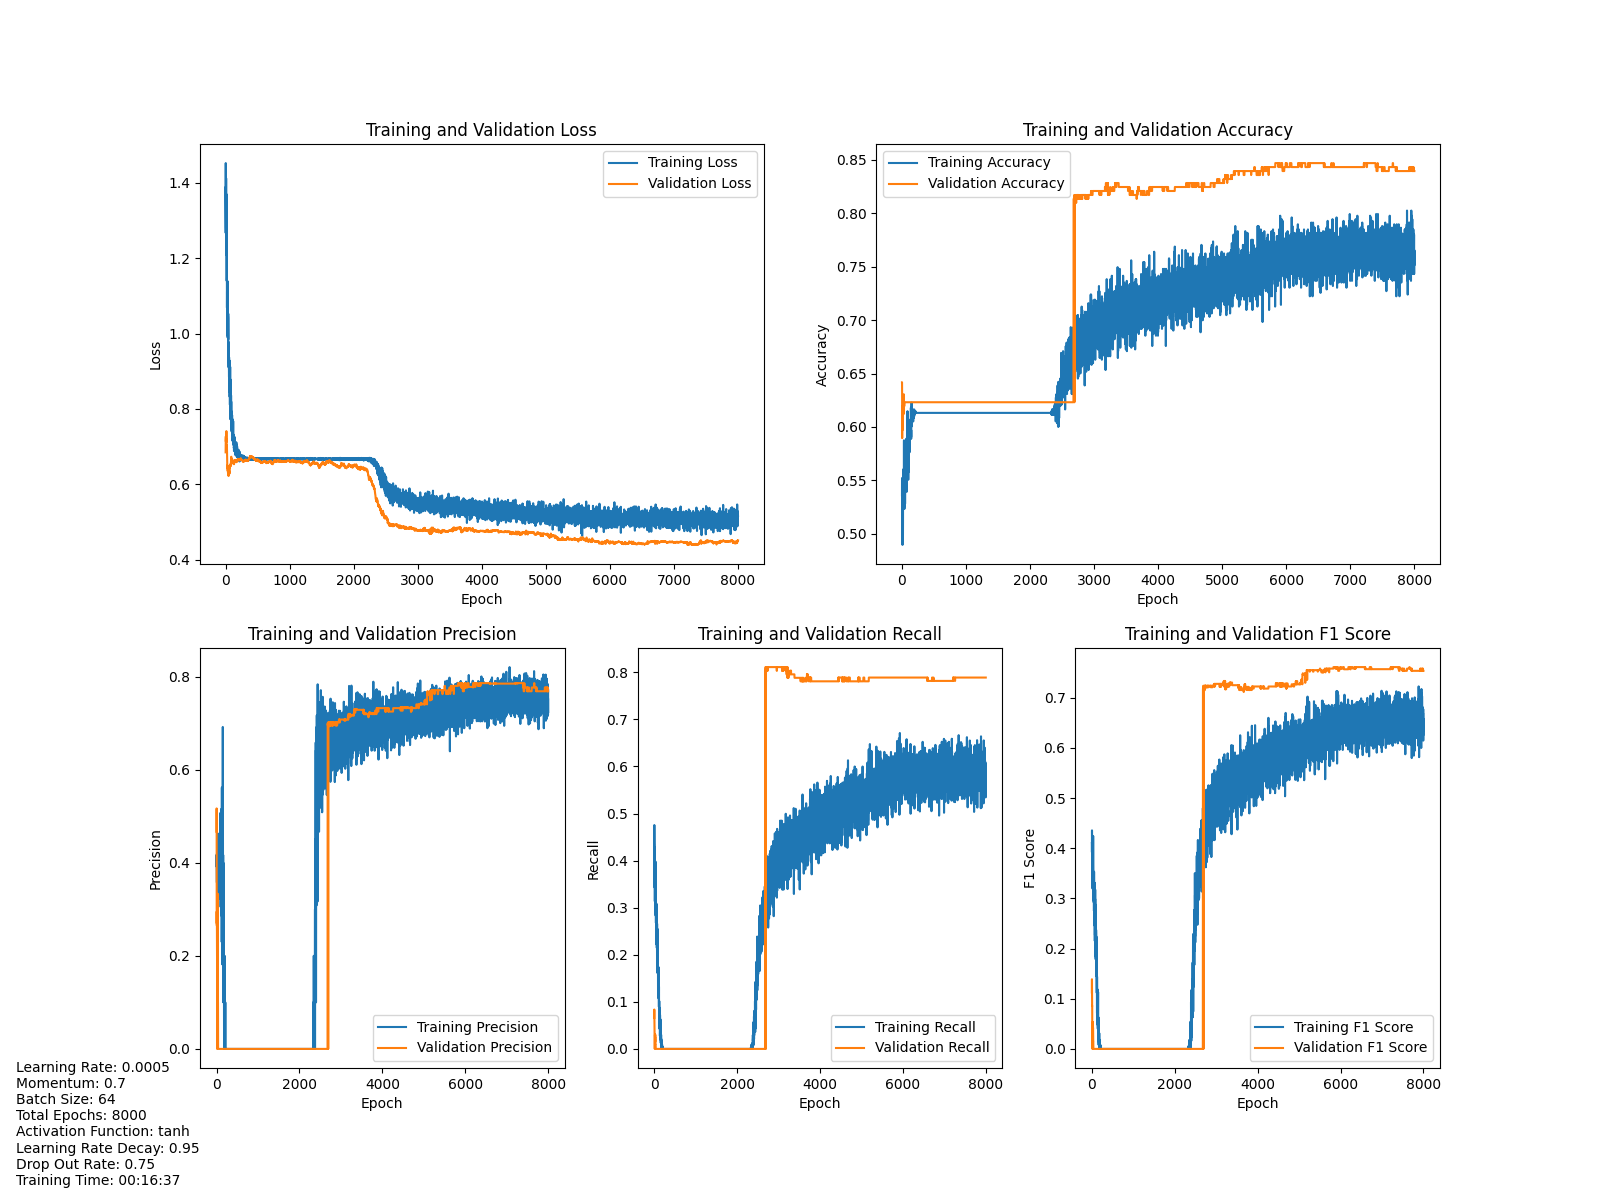 Training and Validation Loss
Training Loss
Validation Loss
1.4
1.2
1.0
0.8
0.6
0.4
Loss
0
1000
2000
3000
4000
5000
6000
7000
8000
Epoch
Training and Validation Accuracy
Training Accuracy
Validation Accuracy
0.85
0.80
0.75
0.70
0.65
0.60
0.55
0.50
Accuracy
0
1000
2000
3000
4000
5000
6000
7000
8000
Epoch
Training and Validation Precision
0.8
0.6
0.4
0.2
0.0
Precision
Training Precision
Validation Precision
0
2000
4000
6000
8000
Epoch
Training and Validation Recall
0.8
0.7
0.6
0.5
0.4
0.3
0.2
0.1
0.0
Recall
Training Recall
Validation Recall
0
2000
4000
6000
8000
Epoch
Training and Validation F1 Score
0.7
0.6
0.5
0.4
0.3
0.2
0.1
0.0
F1 Score
Training F1 Score
Validation F1 Score
0
2000
4000
6000
8000
Epoch
Learning Rate: 0.0005
Momentum: 0.7
Batch Size: 64
Total Epochs: 8000
Activation Function: tanh
Learning Rate Decay: 0.95
Drop Out Rate: 0.75
Training Time: 00:16:37